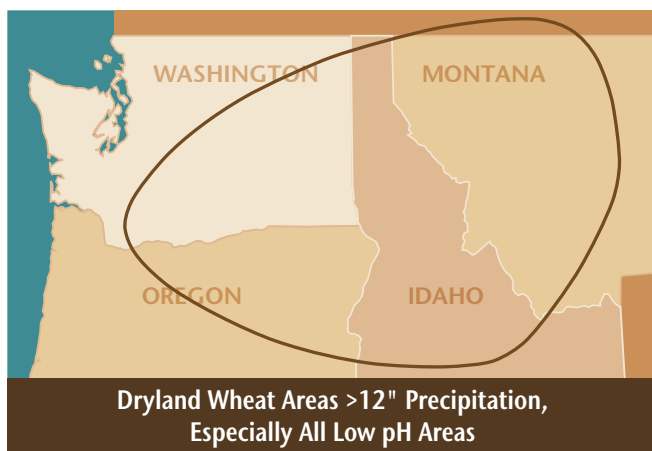 WASHINGTON
MONTANA
OREGON
IDAHO
Dryland Wheat Areas >12" Precipitation,
Especially All Low pH Areas